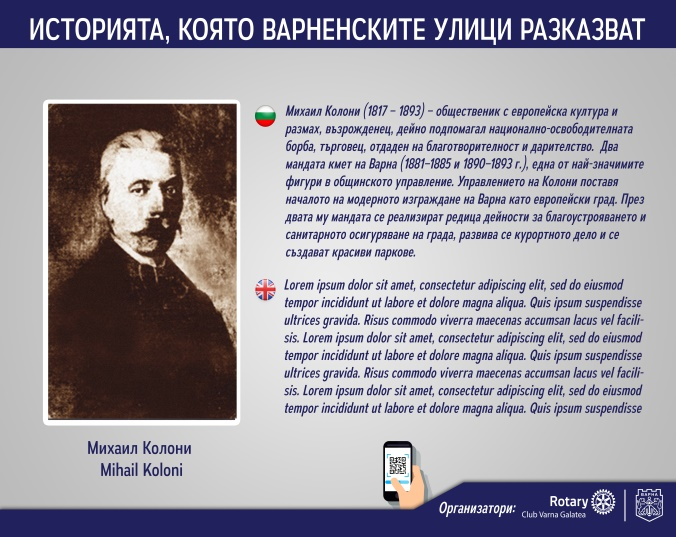 ИСТОРИЯТА, КОЯТО ВАРНЕНСКИТЕ УЛИЦИ РАЗКАЗВАТ
Михаил Колони (1817 – 1893) – общественик с европейска култура и
размах, възрожденец, дейно подпомагал национално-освободителната
борба, търговец, отдаден на благотворителност и дарителство. Два
мандата кмет на Варна (1881-1885 и 1890-1893 г.), една от най-значимите
фигури в общинското управление. Управлението на Колони поставя
началото на модерното изграждане на Варна като европейски град. През
двата му мандата се реализират редица дейности за благоустрояването и
санитарното осигуряване на града, развива се курортното дело и се
създават красиви паркове.
Lorem ipsum dolor sit amet, consectetur adipiscing elit, sed do eiusmod
tempor incididunt ut labore et dolore magna aliqua. Quis ipsum suspendisse
ultrices gravida. Risus commodo viverra maecenas accumsan lacus vel facili-
sis. Lorem ipsum dolor sit amet, consectetur adipiscing elit, sed do eiusmod
tempor incididunt ut labore et dolore magna aliqua. Quis ipsum suspendisse
ultrices gravida. Risus commodo viverra maecenas accumsan lacus vel facili-
sis. Lorem ipsum dolor sit amet, consectetur adipiscing elit, sed do eiusmod
tempor incididunt ut labore et dolore magna aliqua. Quis ipsum suspendisse
Михаил Колони
Mihail Koloni
Организатори:
Rotary
Club Varna Galatea
ВАРНА